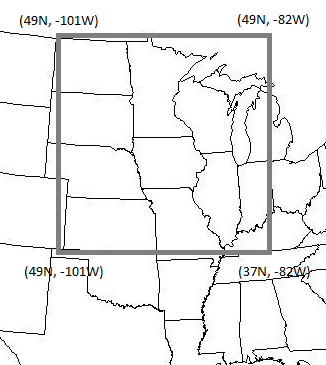 (49N, -101W)
(49N, -82W)
(49N, -101W)
(37N, -82W)